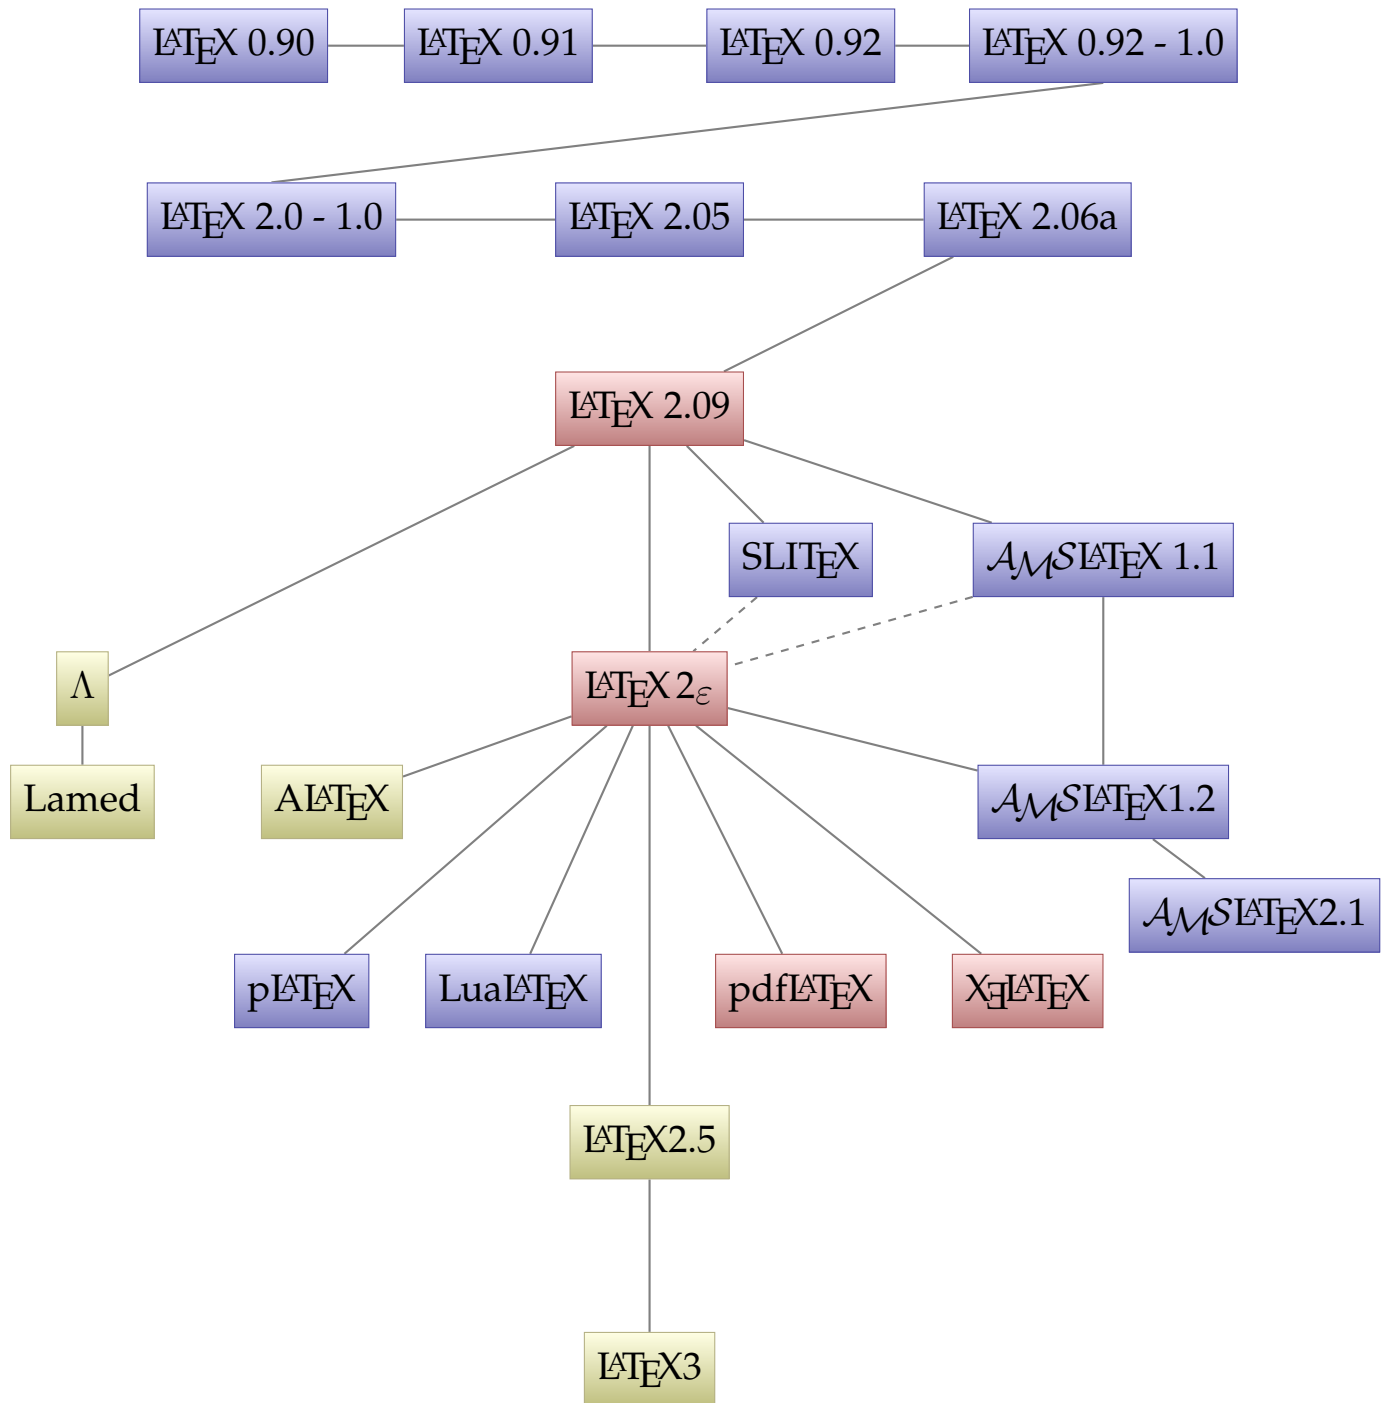 LATEX 0.90 LATEX 0.91 LATEX 0.92 LATEX 0.92 - 1.0
LATEX 2.0 - 1.0 LATEX 2.05 LATEX 2.06a
LATEX 2.09
SLITEX AMSLATEX 1.1
Λ LATEX 2ε
Lamed ALATEX AMSLATEX1.2
AMSLATEX2.1
pLATEX LuaLATEX pdfLATEX XƎLATEX
LATEX2.5
LATEX3